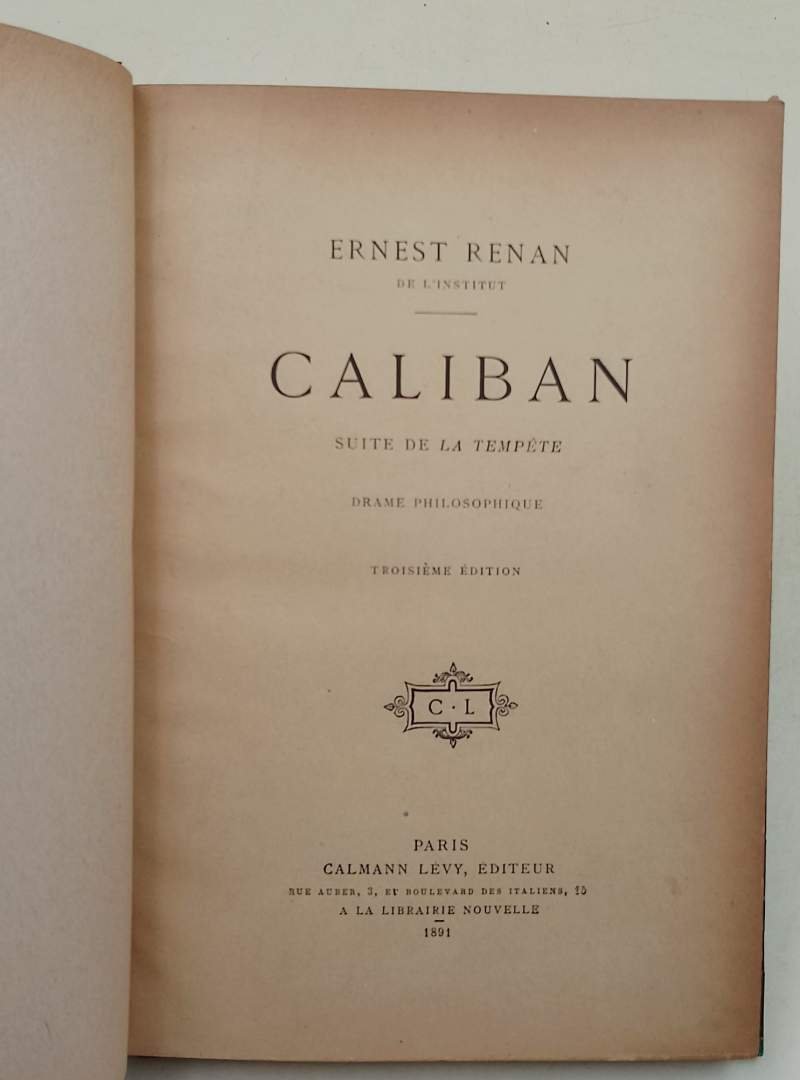 ERNEST RENAN
DE L'INSTITUT
CALIBAN
SUITE DE LA TEMPÊTE
DRAME PHILOSOPHIQUE
TROISIÈME ÉDITION
C · L
PARIS
CALMANN LÉVY, ÉDITEUR
RUE AUBER, 3, ET BOULEVARD DES ITALIENS, 15
A LA LIBRAIRIE NOUVELLE
1891